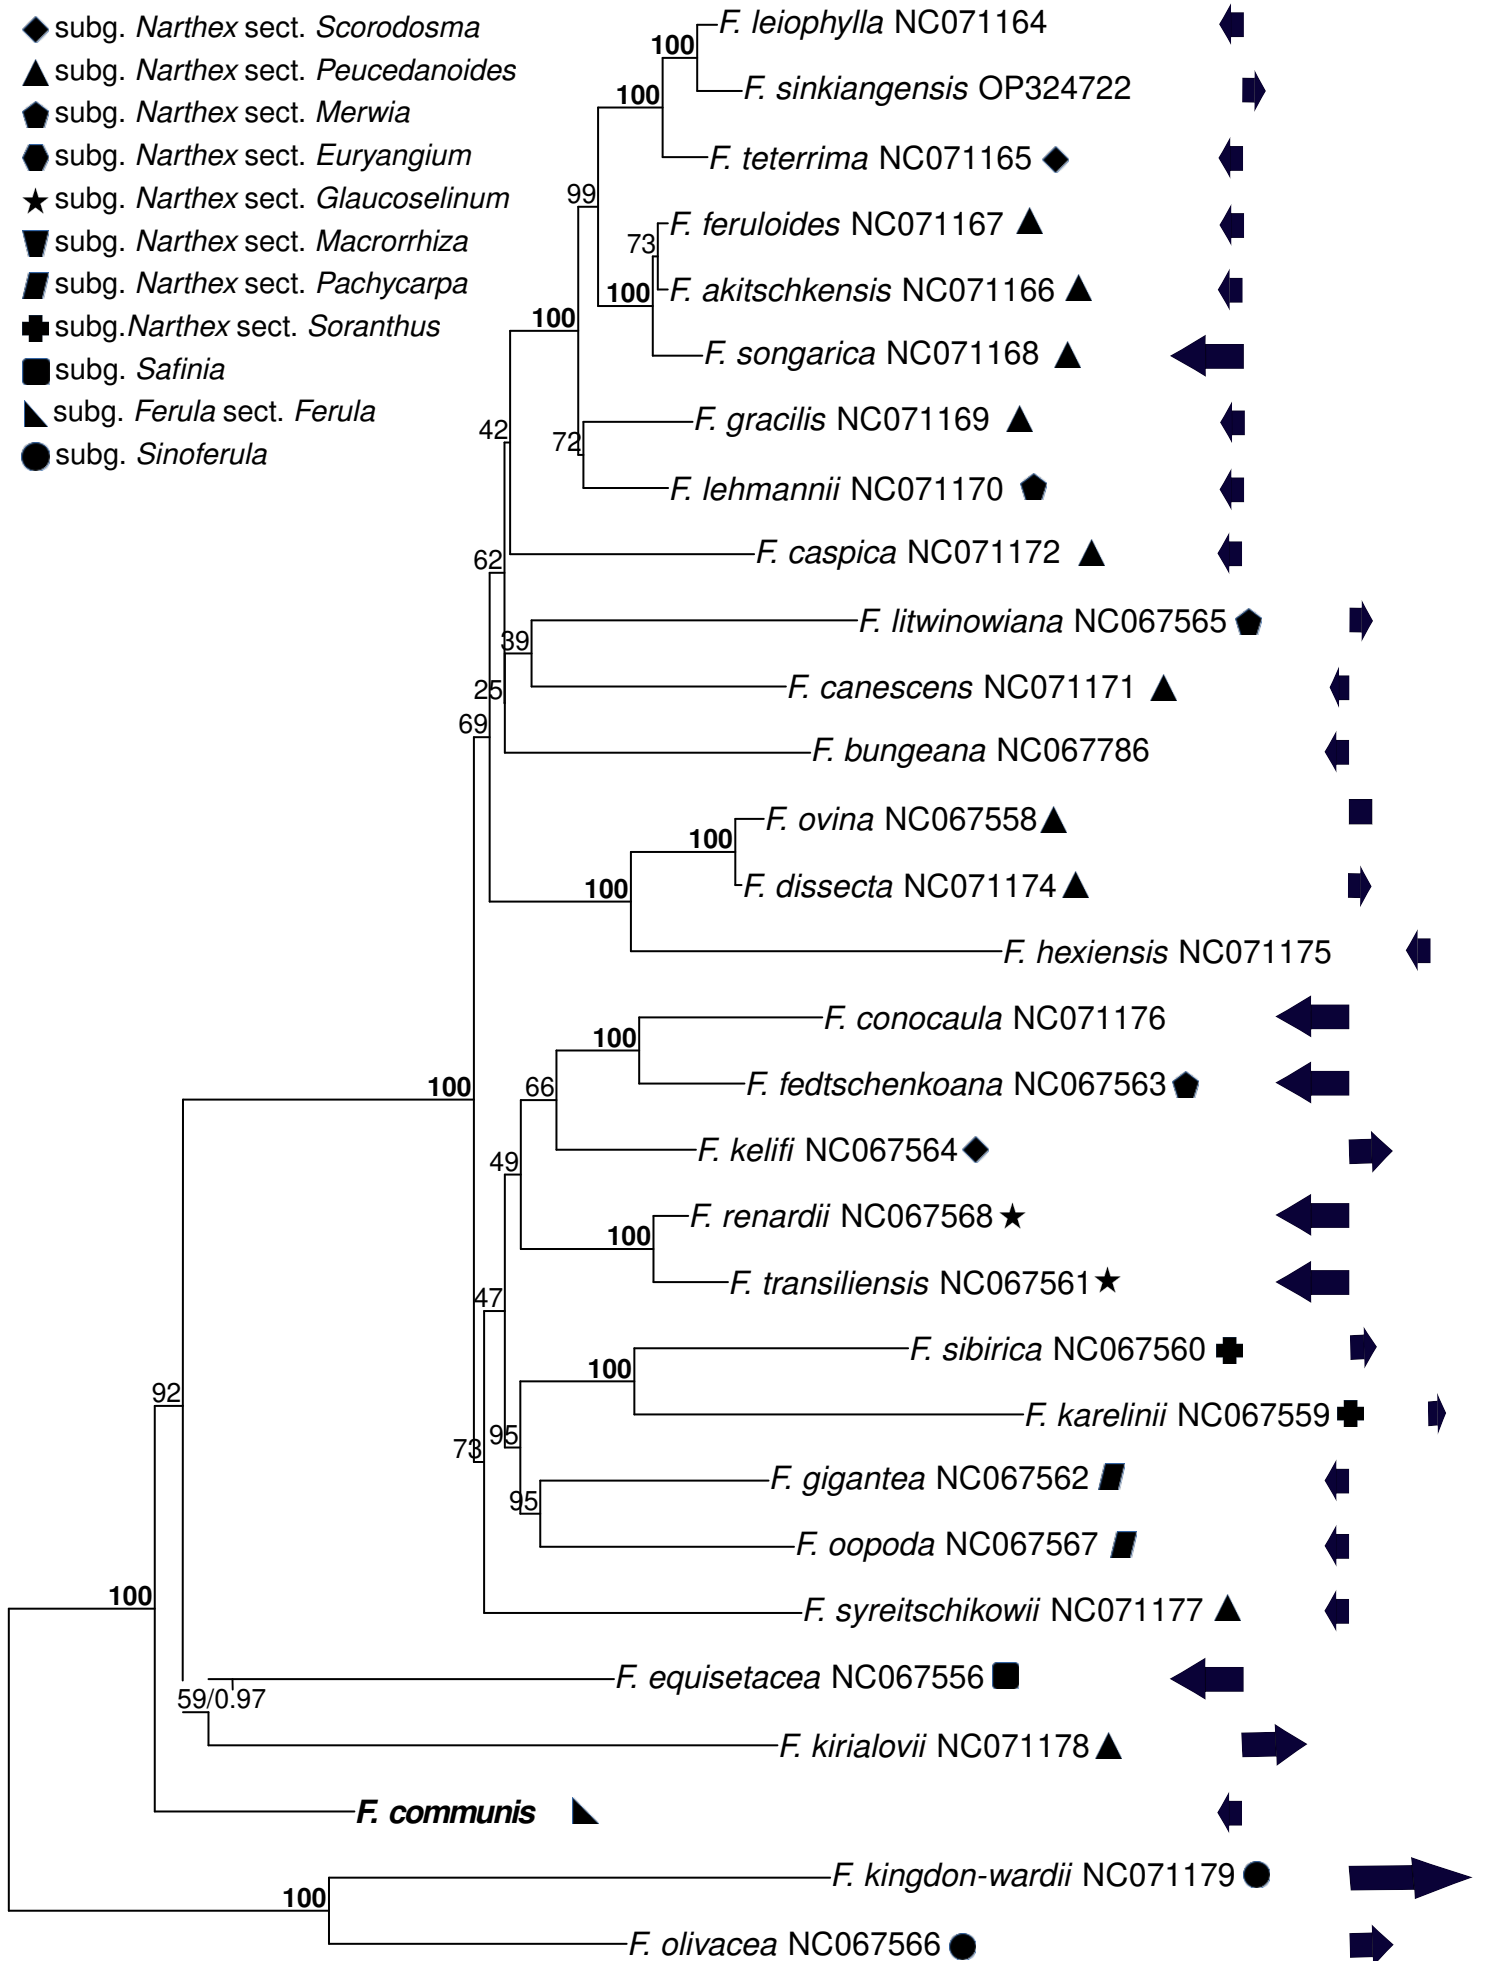 subg. Narthex sect. Scorodosma
subg. Narthex sect. Peucedanoides
subg. Narthex sect. Merwia
subg. Narthex sect. Euryangium
subg. Narthex sect. Glaucoselinum
subg. Narthex sect. Macrorrhiza
subg. Narthex sect. Pachycarpa
subg.Narthex sect. Soranthus
subg. Safinia
subg. Ferula sect. Ferula
subg. Sinoferula
F. leiophylla NC071164
100
F. sinkiangensis OP324722
100
F. teterrima NC071165
99
F. feruloides NC071167
73
F. akitschkensis NC071166
100
100
F. songarica NC071168
F. gracilis NC071169
42
72
F. lehmannii NC071170
F. caspica NC071172
62
F. litwinowiana NC067565
39
F. canescens NC071171
25
69
F. bungeana NC067786
F. ovina NC067558
100
F. dissecta NC071174
100
F. hexiensis NC071175
F. conocaula NC071176
100
F. fedtschenkoana NC067563
100
66
F. kelifi NC067564
49
F. renardii NC067568
100
F. transiliensis NC067561
47
F. sibirica NC067560
100
92
F. karelinii NC067559
95
73
F. gigantea NC067562
95
F. oopoda NC067567
100
F. syreitschikowii NC071177
F. equisetacea NC067556
59/0.97
F. kirialovii NC071178
F. communis
F. kingdon-wardii NC071179
100
F. olivacea NC067566